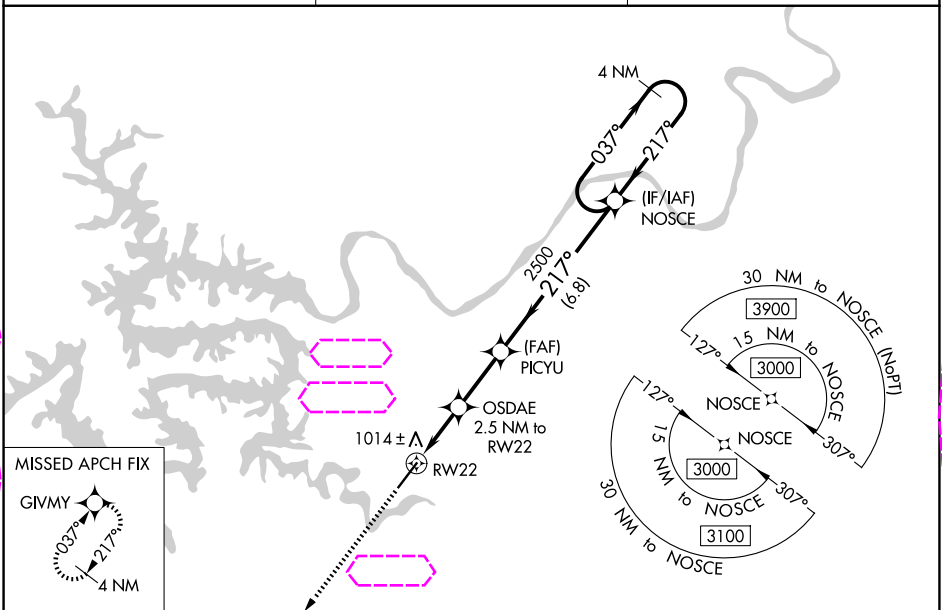 4 NM
037°
217°
(IF/IAF)
NOSCE
2500
217°
(6.8)
(FAF)
PICYU
OSDAE
2.5 NM to
RW22
1014 ±
RW22
30 NM to NOSCE (NoPT)
3900
15 NM to NOSCE
127°
3000
NOSCE
307°
127°
NOSCE
15 NM to NOSCE
3000
307°
30 NM to NOSCE
3100
MISSED APCH FIX
GIVMY
037°
217°
4 NM